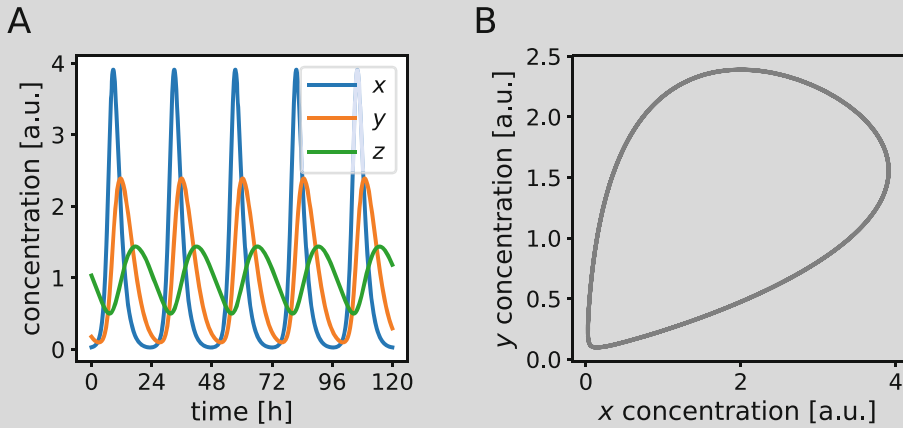 A
concentration [a.u.]
4
3
2
1
0
x
y
z
0 24 48 72 96 120
time [h]
B
y concentration [a.u.]
2.5
2.0
1.5
1.0
0.5
0.0
0 2 4
x concentration [a.u.]